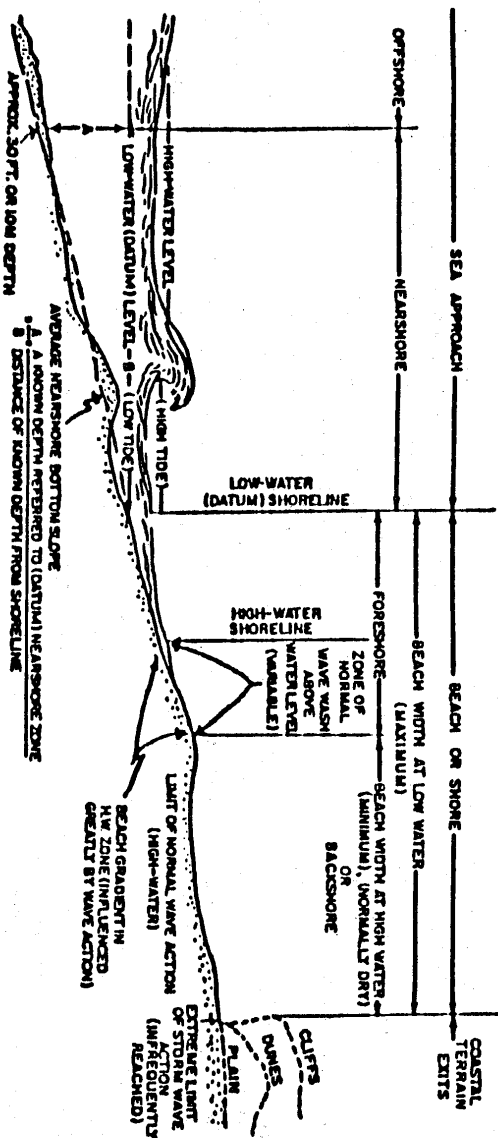 SEA APPROACH
BEACH OR SHORE
COASTAL
TERRAIN
EXITS
OFFSHORE
NEARSHORE
BEACH WIDTH AT LOW WATER
(MAXIMUM)
FORESHORE
BEACH WIDTH AT HIGH WATER
(MINIMUM), (NORMALLY DRY)
OR
BACKSHORE
ZONE OF
NORMAL
WAVE WASH
ABOVE
WATER LEVEL
(VARIABLE)
LOW-WATER
(DATUM) SHORELINE
HIGH-WATER
SHORELINE
CLIFFS
DUNES
PLAIN
HIGH-WATER LEVEL
(HIGH TIDE)
LOW-WATER (DATUM) LEVEL-B
(LOW TIDE)
A
LIMIT OF NORMAL WAVE ACTION
(HIGH-WATER)
EXTREME LIMIT
OF STORM WAVE
ACTION
(INFREQUENTLY
REACHED)
BEACH GRADIENT IN
H.W. ZONE (INFLUENCED
GREATLY BY WAVE ACTION)
AVERAGE NEARSHORE BOTTOM SLOPE
A A KNOWN DEPTH REFERRED TO (DATUM) NEARSHORE ZONE
B DISTANCE OF KNOWN DEPTH FROM SHORELINE
APPROX. 30 FT. OR LOW DEPTH